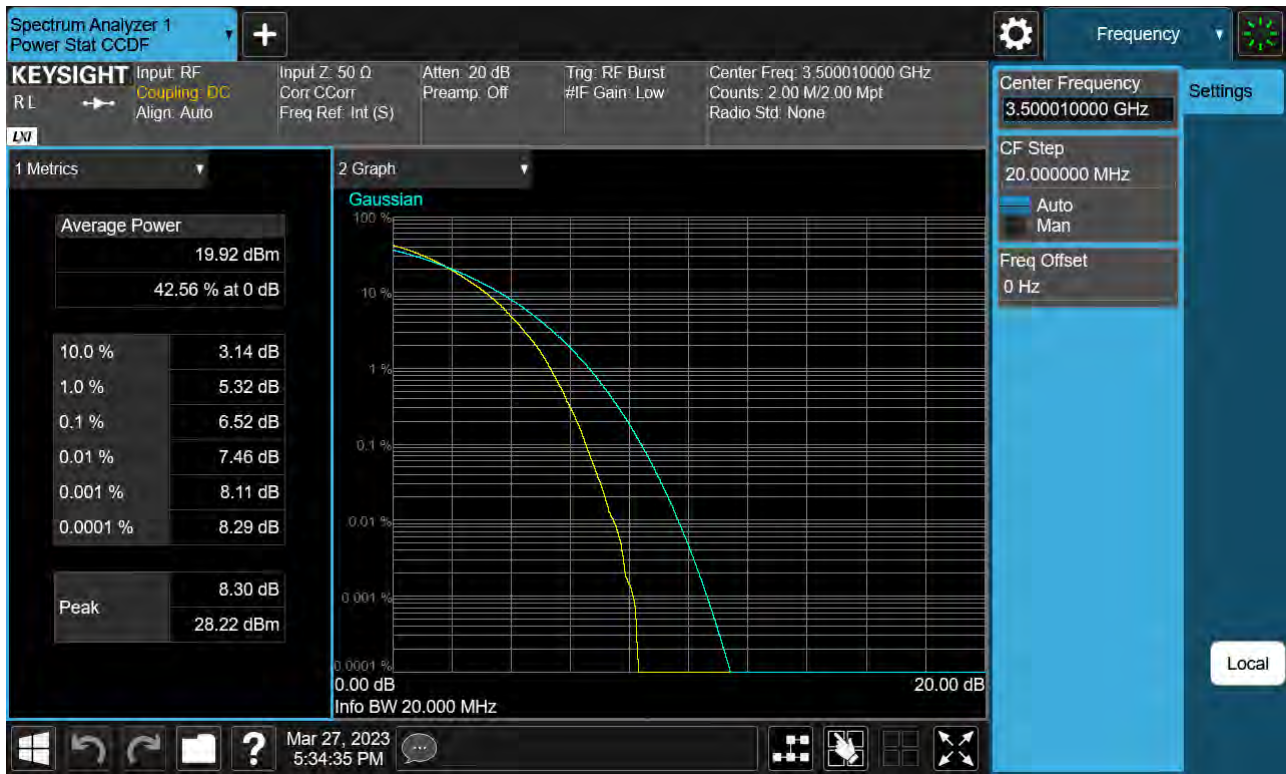 Spectrum Analyzer 1
Power Stat CCDF
+
Frequency
KEYSIGHT
RL
LXI
Input: RF
Coupling: DC
Align: Auto
Input Z: 50 Ω
Corr CCorr
Freq Ref: Int (S)
Atten: 20 dB
Preamp: Off
Trig: RF Burst
#IF Gain: Low
Center Freq: 3.500010000 GHz
Counts: 2.00 M/2.00 Mpt
Radio Std: None
Center Frequency
3.500010000 GHz
Settings
CF Step
20.000000 MHz
Auto
Man
Freq Offset
0 Hz
1 Metrics
Average Power
19.92 dBm
42.56 % at 0 dB
10.0 % 3.14 dB
1.0 % 5.32 dB
0.1 % 6.52 dB
0.01 % 7.46 dB
0.001 % 8.11 dB
0.0001 % 8.29 dB
Peak
8.30 dB
28.22 dBm
2 Graph
Gaussian
100 %
10 %
1 %
0.1 %
0.01 %
0.001 %
0.0001 %
0.00 dB 20.00 dB
Info BW 20.000 MHz
Local
?
Mar 27, 2023
5:34:35 PM